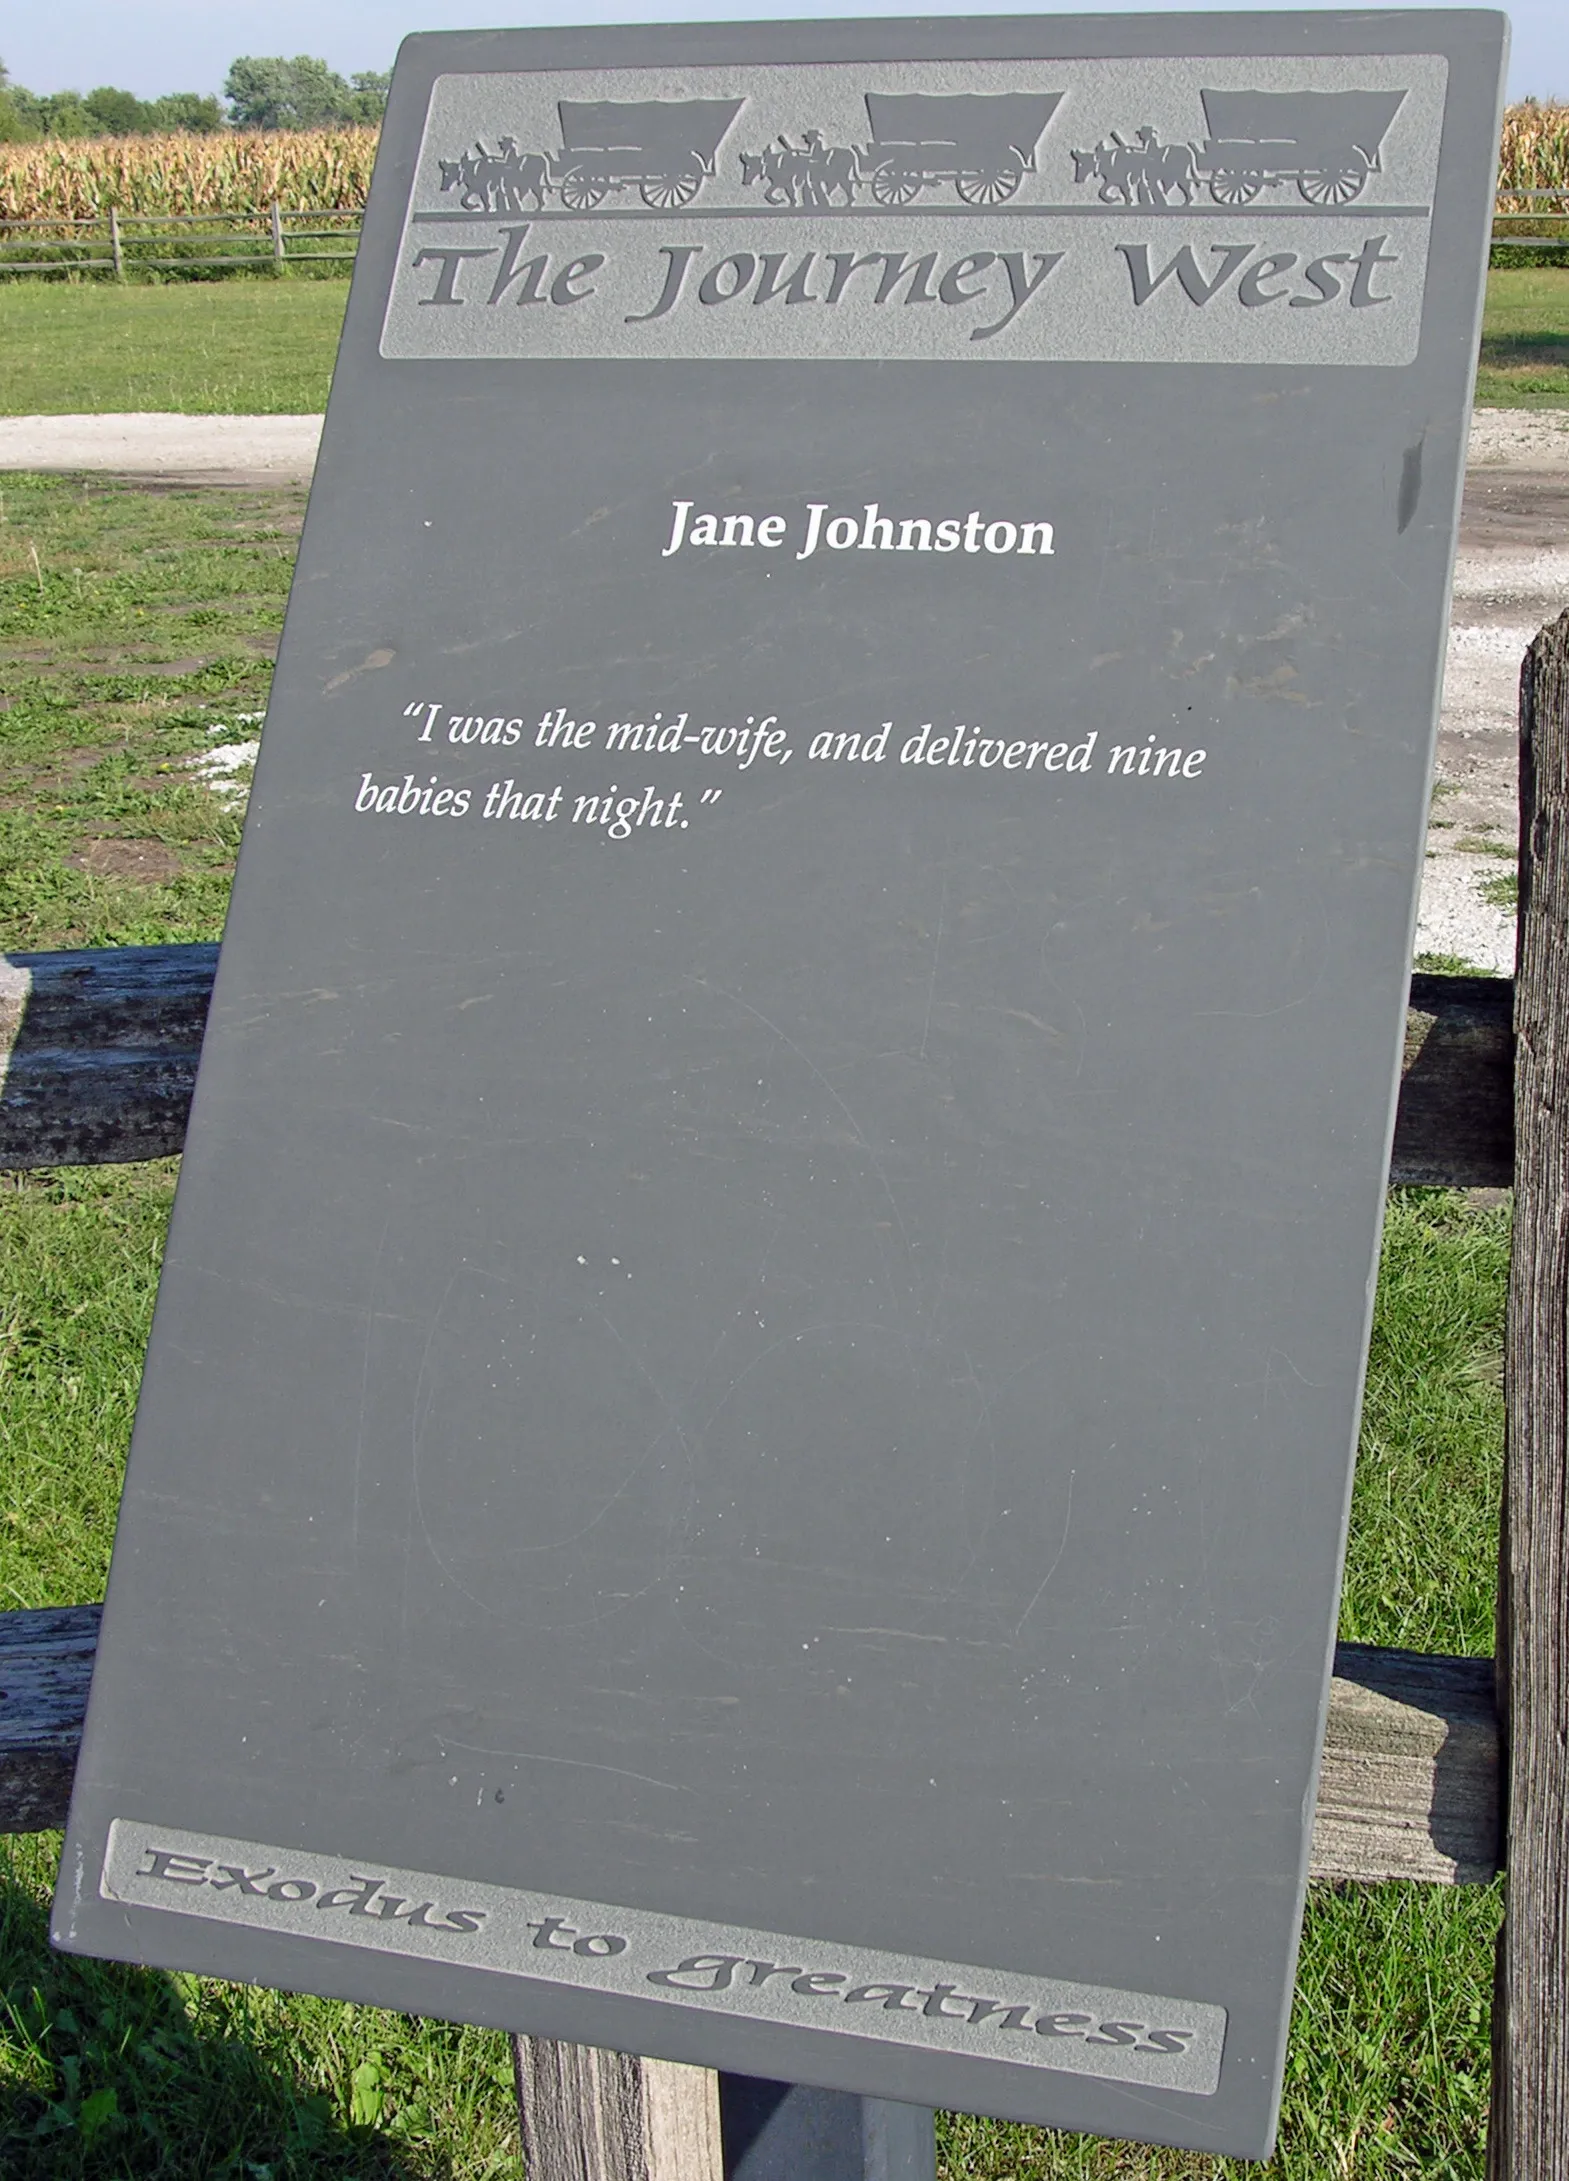 The Journey West
Jane Johnston
“I was the mid-wife, and delivered nine
babies that night.”
Exodus to greatness